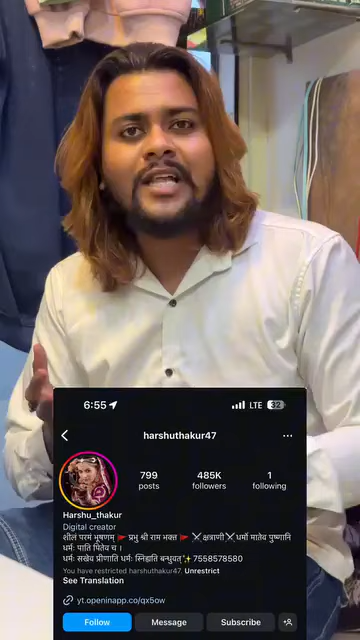 6:55
LTE
32
harshuthakur47
799
485K
1
posts
followers
following
Harshu_thakur
Digital creator
शीलं परमं भूषणम् 🚩 प्रभु श्री राम भक्त 🚩 ⚔️क्षत्राणी⚔️ धर्मो मातेव पुष्णानि
धर्मः पाति पितेव च ।
धर्मः सखेव प्रीणाति धर्मः स्निह्यति बन्धुवत्✨ 7558578580
You have restricted harshuthakur47. Unrestrict
See Translation
yt.openinapp.co/qx5ow
Follow
Message
Subscribe